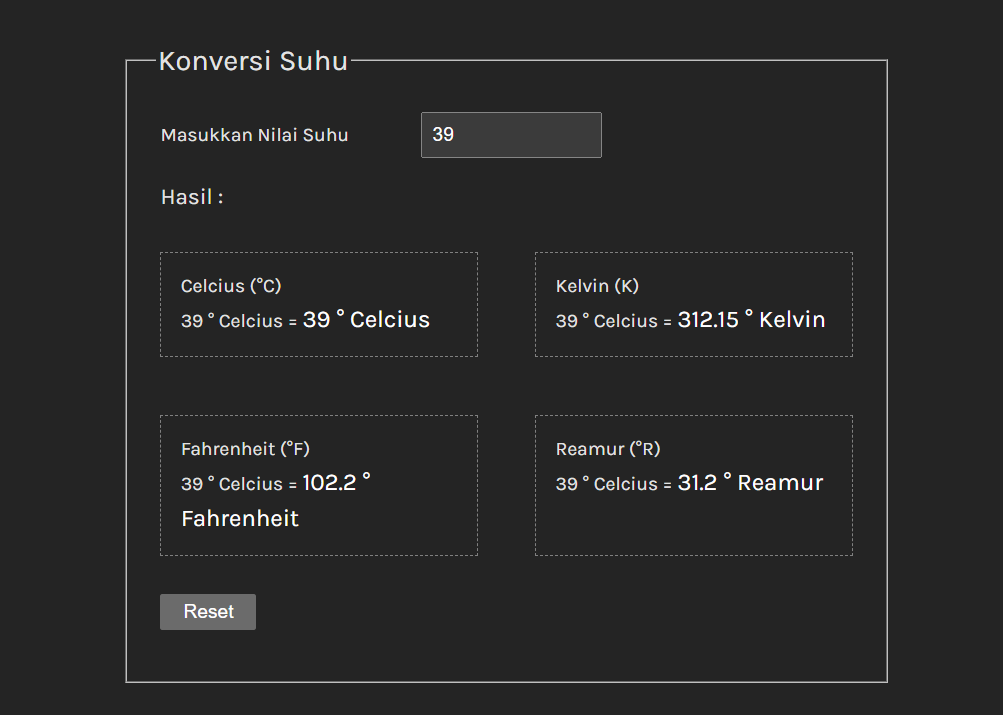 Konversi Suhu
Masukkan Nilai Suhu 39
Hasil :
Celcius (°C)
39 ° Celcius = 39 ° Celcius
Kelvin (K)
39 ° Celcius = 312.15 ° Kelvin
Fahrenheit (°F)
39 ° Celcius = 102.2 °
Fahrenheit
Reamur (°R)
39 ° Celcius = 31.2 ° Reamur
Reset